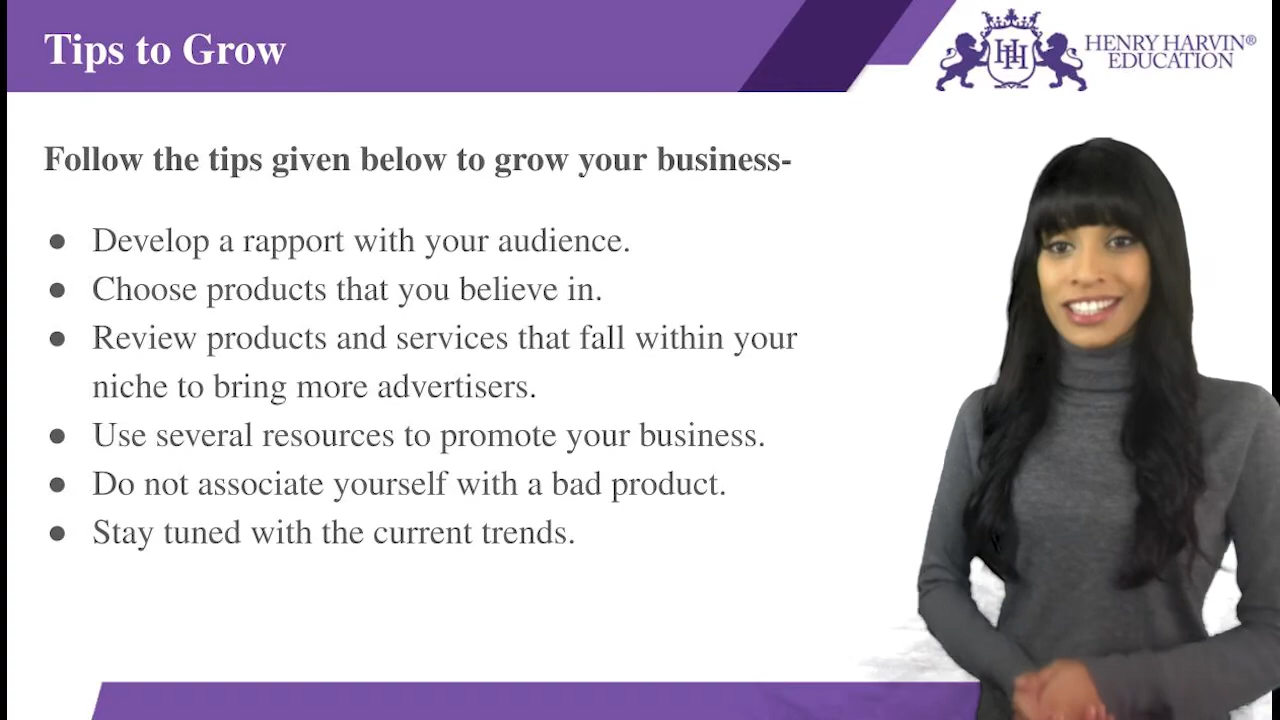 Tips to Grow
HENRY HARVIN®
EDUCATION
Follow the tips given below to grow your business-
● Develop a rapport with your audience.
● Choose products that you believe in.
● Review products and services that fall within your
niche to bring more advertisers.
● Use several resources to promote your business.
● Do not associate yourself with a bad product.
● Stay tuned with the current trends.